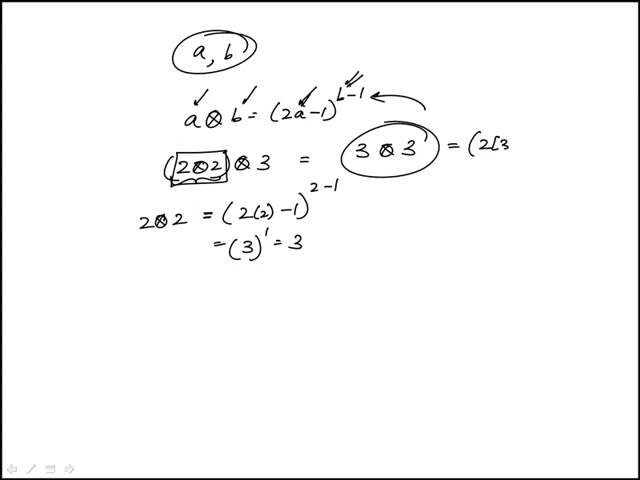 a, b
a ⊗ b = (2a - 1)^{b-1}
(2 ⊗ 2) ⊗ 3 = 3 ⊗ 3 = (2[3
2 ⊗ 2 = (2(2) - 1)^{2-1}
= (3)^1 = 3